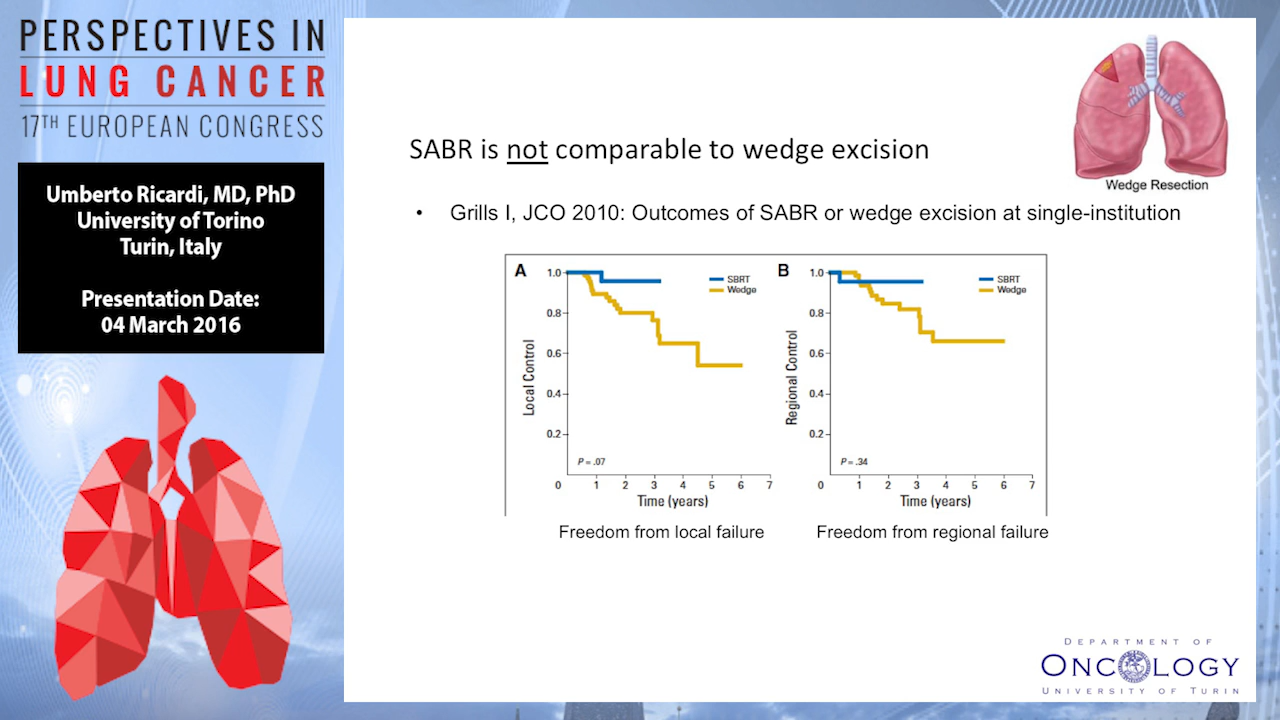 PERSPECTIVES IN
LUNG CANCER
17TH EUROPEAN CONGRESS
Umberto Ricardi, MD, PhD
University of Torino
Turin, Italy
Presentation Date:
04 March 2016
Wedge Resection
SABR is not comparable to wedge excision
• Grills I, JCO 2010: Outcomes of SABR or wedge excision at single-institution
A
SBRT
Wedge
Local Control
1.0
0.8
0.6
0.4
0.2
P = .07
0 1 2 3 4 5 6 7
Time (years)
Freedom from local failure
B
SBRT
Wedge
Regional Control
1.0
0.8
0.6
0.4
0.2
P = .34
0 1 2 3 4 5 6 7
Time (years)
Freedom from regional failure
DEPARTMENT OF
ONCOLOGY
UNIVERSITY OF TURIN